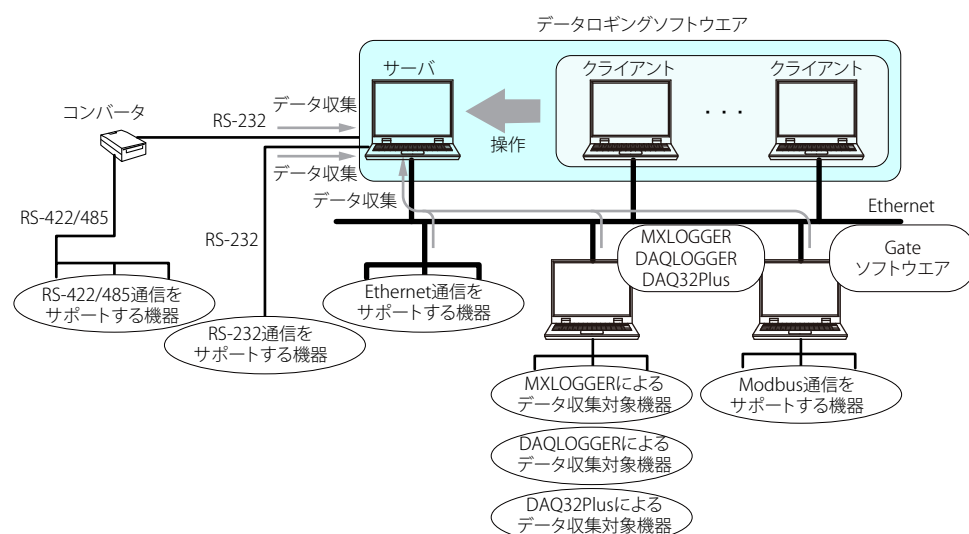 データロギングソフトウエア
サーバ
クライアント
クライアント
コンバータ
データ収集
RS-232
・・・
操作
データ収集
データ収集
RS-422/485
RS-232
Ethernet
MXLOGGER
DAQLOGGER
DAQ32Plus
Gate
ソフトウエア
RS-422/485通信を
サポートする機器
Ethernet通信を
サポートする機器
RS-232通信を
サポートする機器
MXLOGGERによる
データ収集対象機器
Modbus通信を
サポートする機器
DAQLOGGERによる
データ収集対象機器
DAQ32Plusによる
データ収集対象機器